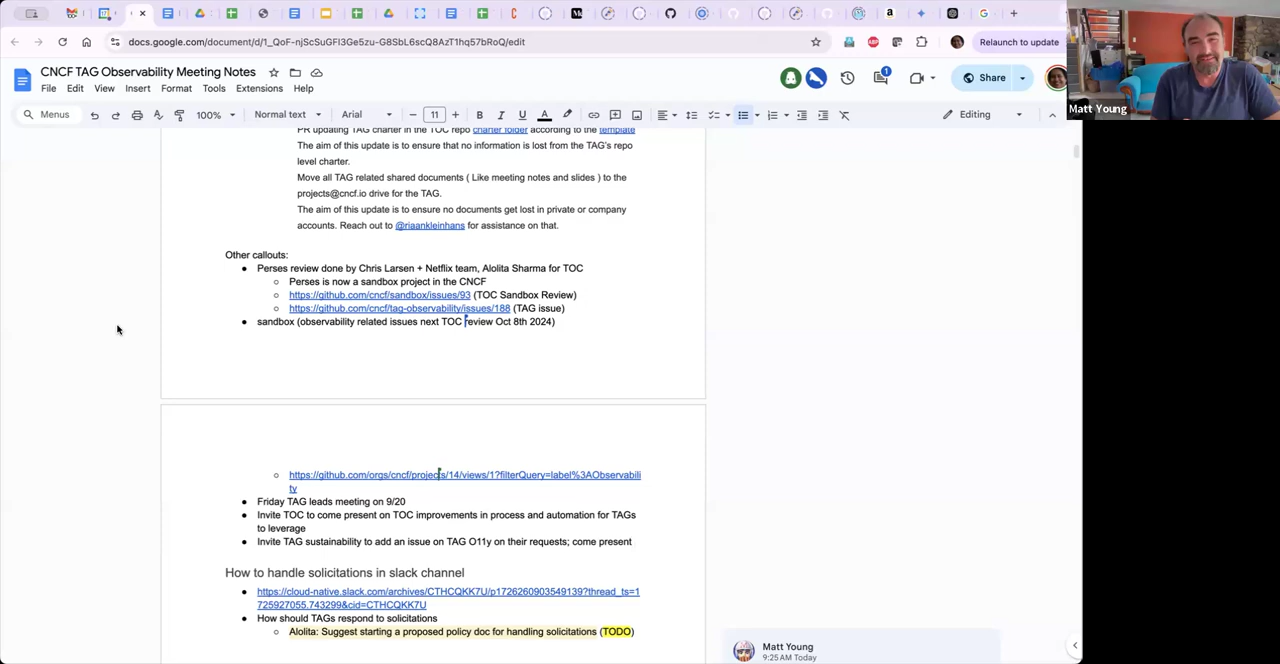 docs.google.com/document/d/1_QoF-njScSuGFI3Ge5zu-G8SbL6scQ8AzT1hq57bRoQ/edit
Relaunch to update
CNCF TAG Observability Meeting Notes
File Edit View Insert Format Tools Extensions Help
1
Share
Matt Young
Menus
100%
Normal text
Arial
11
B I U A
Editing
PR updating TAG charter in the TOC repo charter folder according to the template
The aim of this update is to ensure that no information is lost from the TAG's repo
level charter.
Move all TAG related shared documents ( Like meeting notes and slides ) to the
projects@cncf.io drive for the TAG.
The aim of this update is to ensure no documents get lost in private or company
accounts. Reach out to @riaankleinhans for assistance on that.
Other callouts:
● Perses review done by Chris Larsen + Netflix team, Alolita Sharma for TOC
○ Perses is now a sandbox project in the CNCF
○ https://github.com/cncf/sandbox/issues/93 (TOC Sandbox Review)
○ https://github.com/cncf/tag-observability/issues/188 (TAG issue)
● sandbox (observability related issues next TOC review Oct 8th 2024)
○ https://github.com/orgs/cncf/projects/14/views/1?filterQuery=label%3AObservabili
ty
● Friday TAG leads meeting on 9/20
● Invite TOC to come present on TOC improvements in process and automation for TAGs
to leverage
● Invite TAG sustainability to add an issue on TAG O11y on their requests; come present
How to handle solicitations in slack channel
● https://cloud-native.slack.com/archives/CTHCQKK7U/p1726260903549139?thread_ts=1
725927055.743299&cid=CTHCQKK7U
● How should TAGs respond to solicitations
○ Alolita: Suggest starting a proposed policy doc for handling solicitations (TODO)
Matt Young
9:25 AM Today